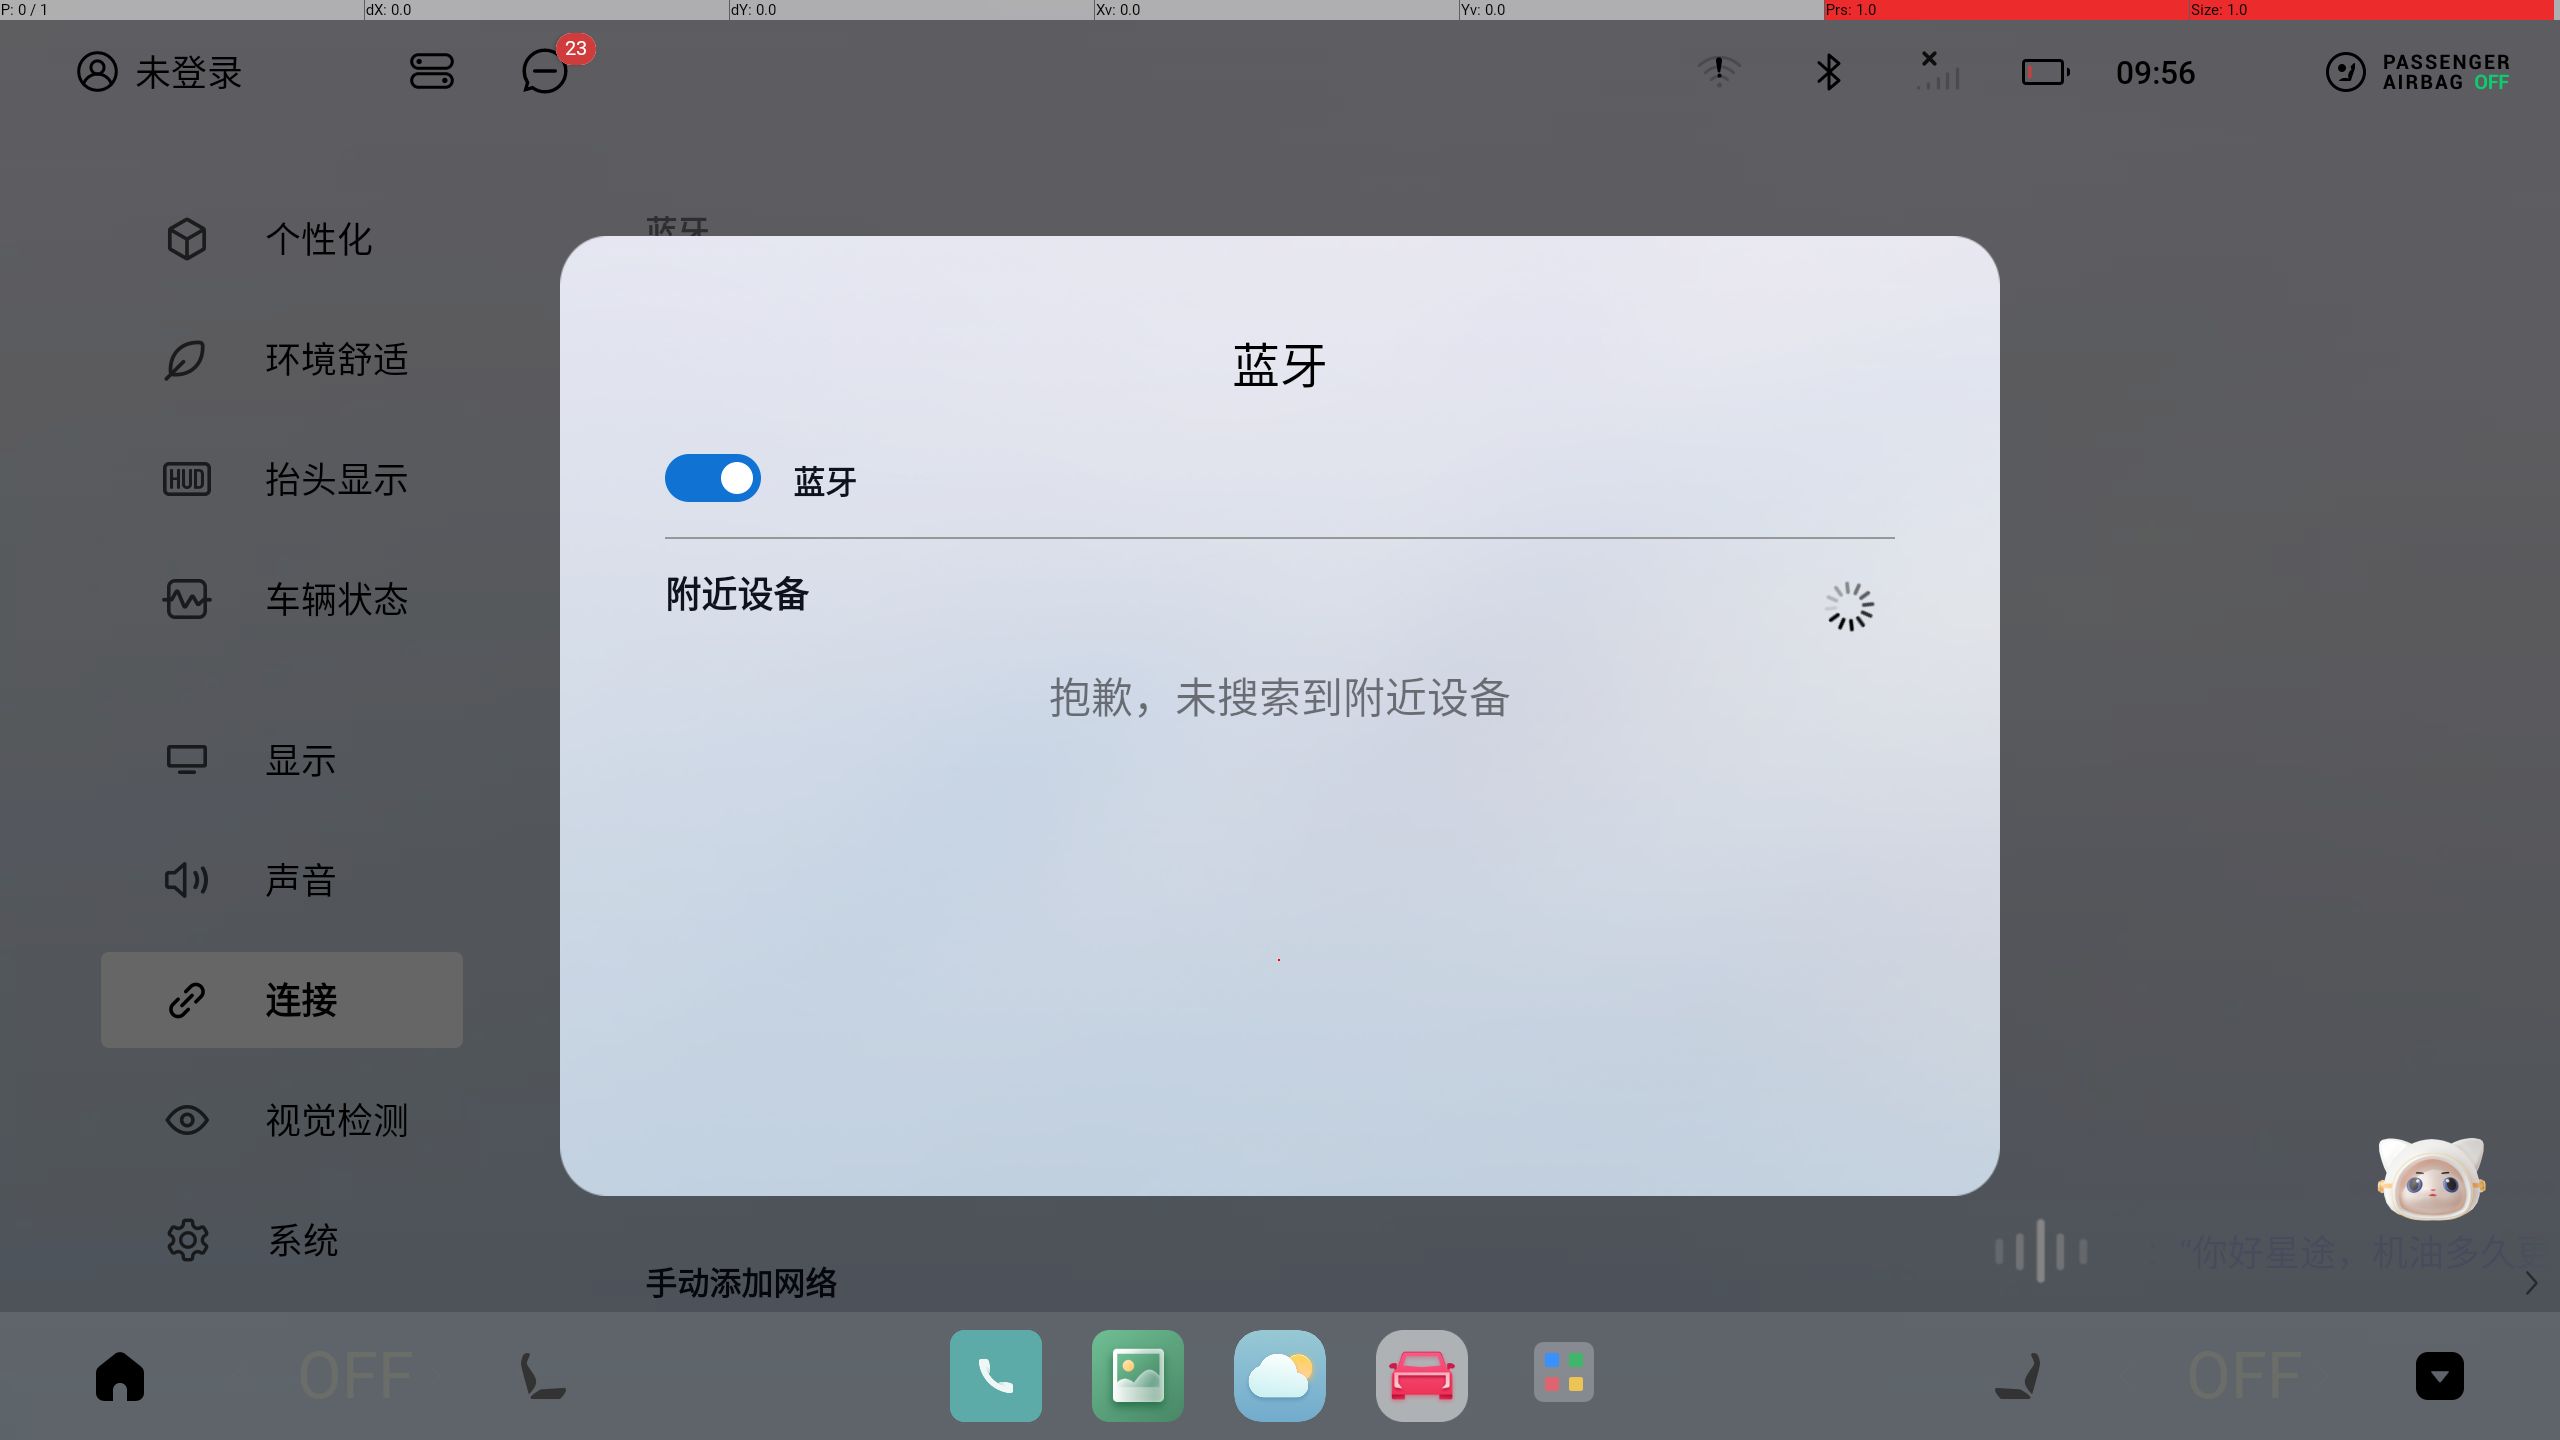 P: 0 / 1 dX: 0.0 dY: 0.0 Xv: 0.0 Yv: 0.0 Prs: 1.0 Size: 1.0
未登录 23 09:56 PASSENGER
AIRBAG OFF
个性化
蓝牙
环境舒适
抬头显示
车辆状态
显示
声音
连接
视觉检测
系统
蓝牙
蓝牙
附近设备
抱歉，未搜索到附近设备
手动添加网络
“你好星途，机油多久更
HUD
OFF
OFF